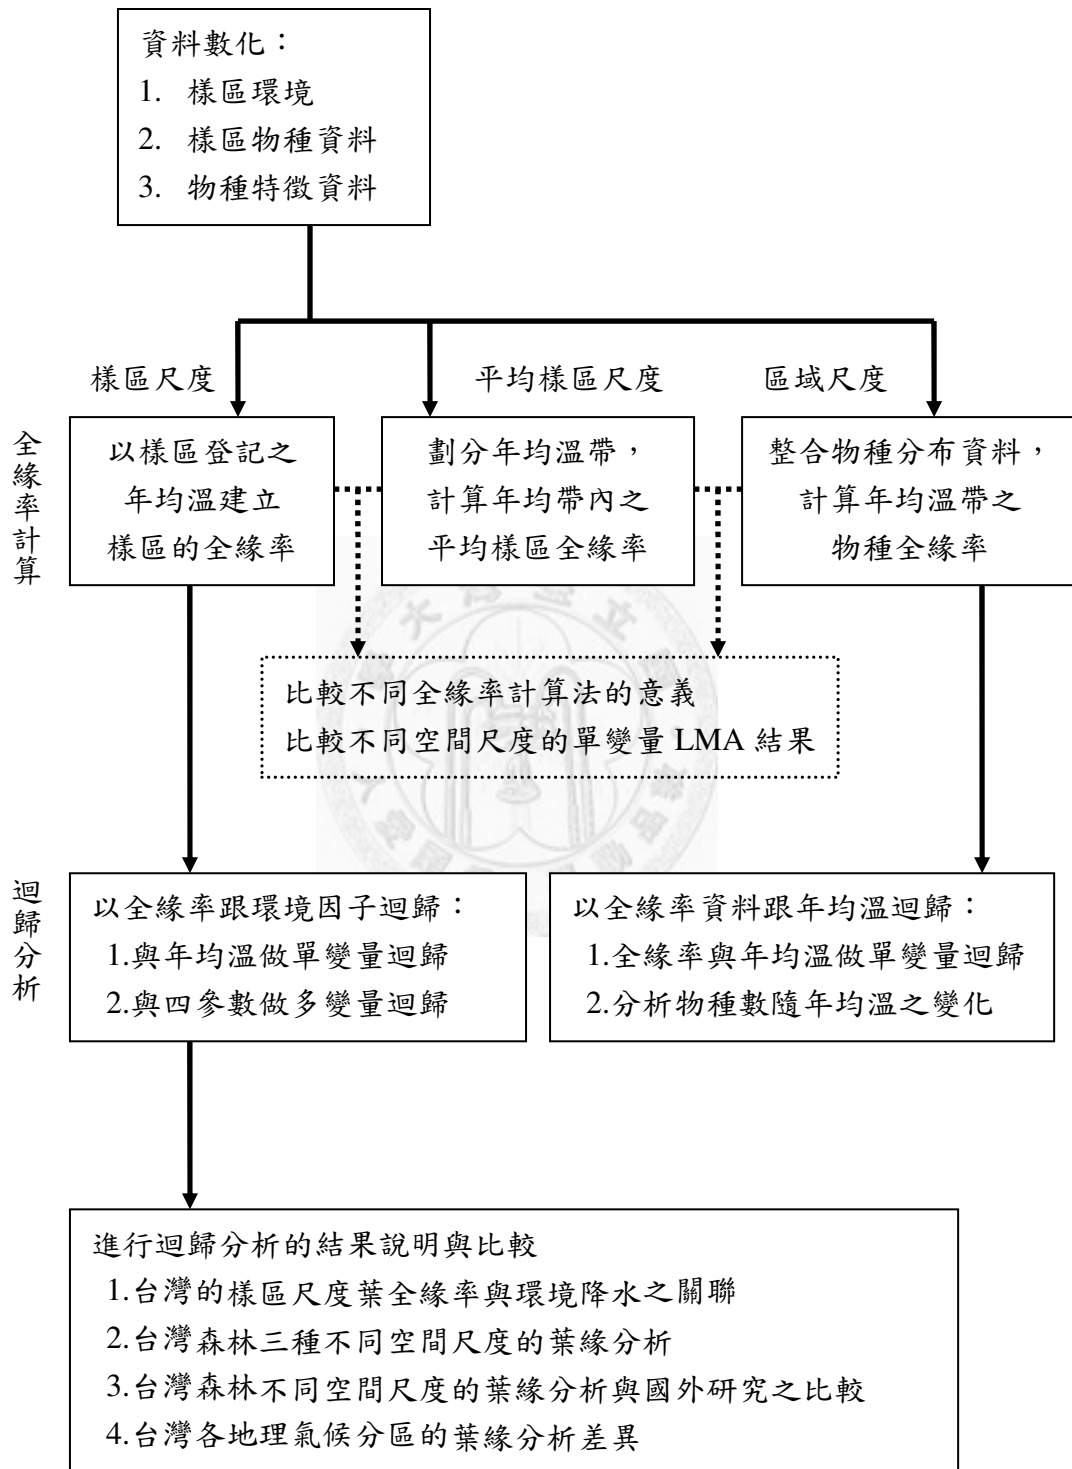 資料數化：
1. 樣區環境
2. 樣區物種資料
3. 物種特徵資料
樣區尺度
平均樣區尺度
區域尺度
全緣率計算
以樣區登記之
年均溫建立
樣區的全緣率
劃分年均溫帶，
計算年均帶內之
平均樣區全緣率
整合物種分布資料，
計算年均溫帶之
物種全緣率
比較不同全緣率計算法的意義
比較不同空間尺度的單變量 LMA 結果
迴歸分析
以全緣率跟環境因子迴歸：
1.與年均溫做單變量迴歸
2.與四參數做多變量迴歸
以全緣率資料跟年均溫迴歸：
1.全緣率與年均溫做單變量迴歸
2.分析物種數隨年均溫之變化
進行迴歸分析的結果說明與比較
1.台灣的樣區尺度葉全緣率與環境降水之關聯
2.台灣森林三種不同空間尺度的葉緣分析
3.台灣森林不同空間尺度的葉緣分析與國外研究之比較
4.台灣各地理氣候分區的葉緣分析差異